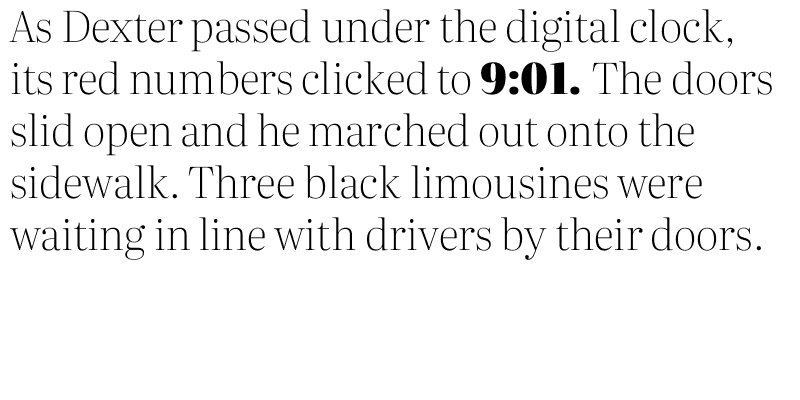 As Dexter passed under the digital clock,
its red numbers clicked to 9:01. The doors
slid open and he marched out onto the
sidewalk. Three black limousines were
waiting in line with drivers by their doors.